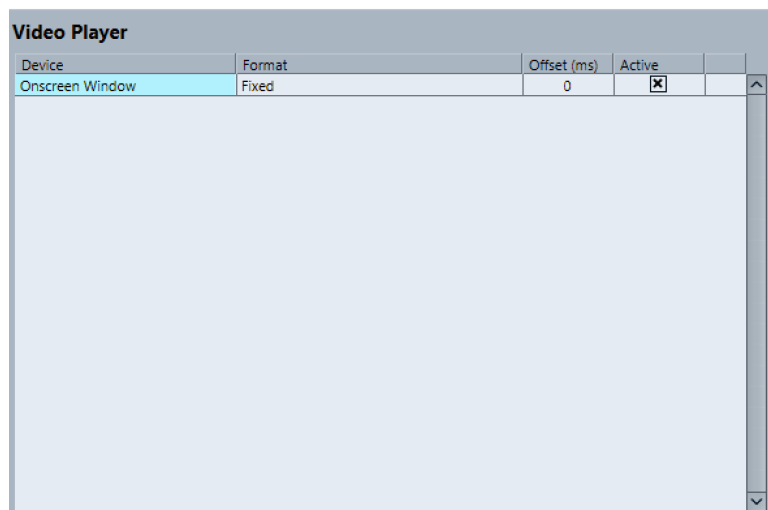 Video Player
Device Format Offset (ms) Active
Onscreen Window Fixed 0